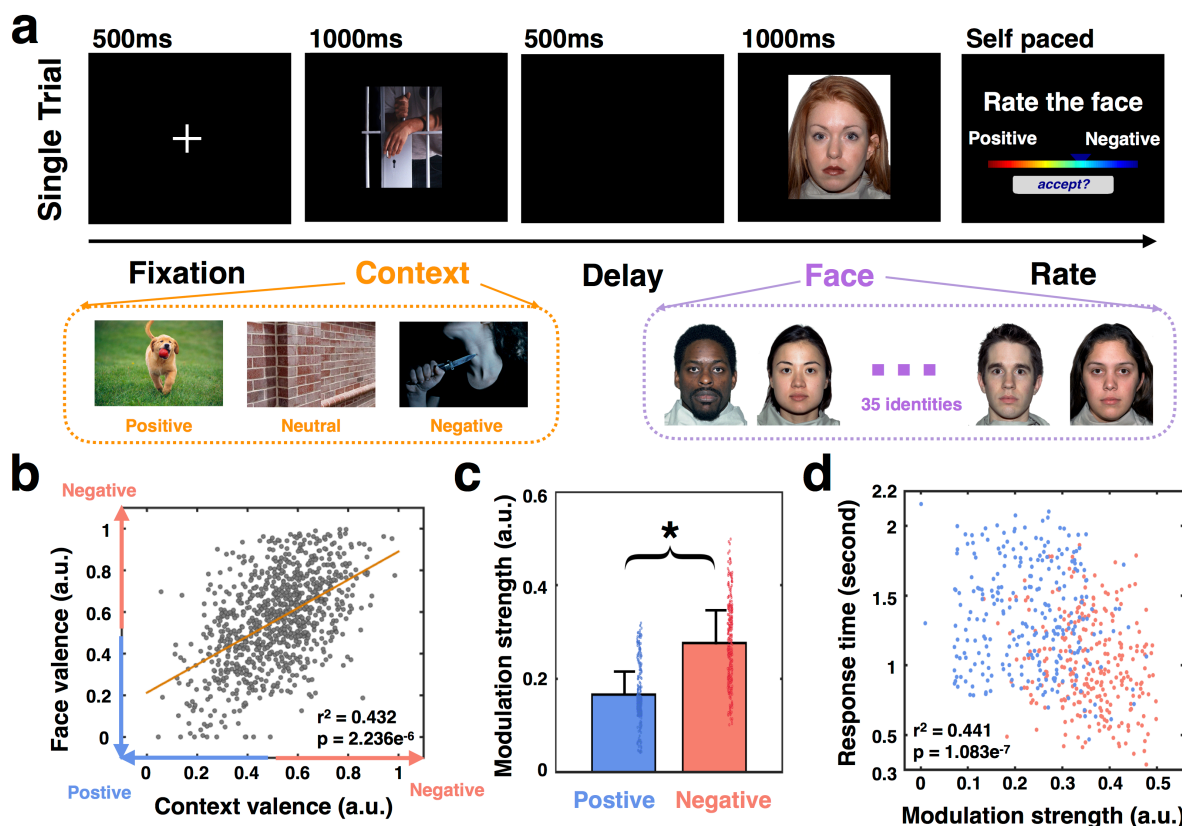 a
500ms
1000ms
500ms
1000ms
Self paced
Single Trial
Rate the face
Positive
Negative
accept?
Fixation
Context
Delay
Face
Rate
Positive
Neutral
Negative
35 identities
b
Negative
Face valence (a.u.)
1
0.8
0.6
0.4
0.2
0
r² = 0.432
p = 2.236e⁻⁶
0
0.2
0.4
0.6
0.8
1
Postive
Context valence (a.u.)
Negative
c
Modulation strength (a.u.)
0.6
0.4
0.2
0
*
Postive
Negative
d
Response time (second)
2.2
2
1.5
1
0.5
0.3
r² = 0.441
p = 1.083e⁻⁷
0
0.1
0.2
0.3
0.4
0.5
Modulation strength (a.u.)